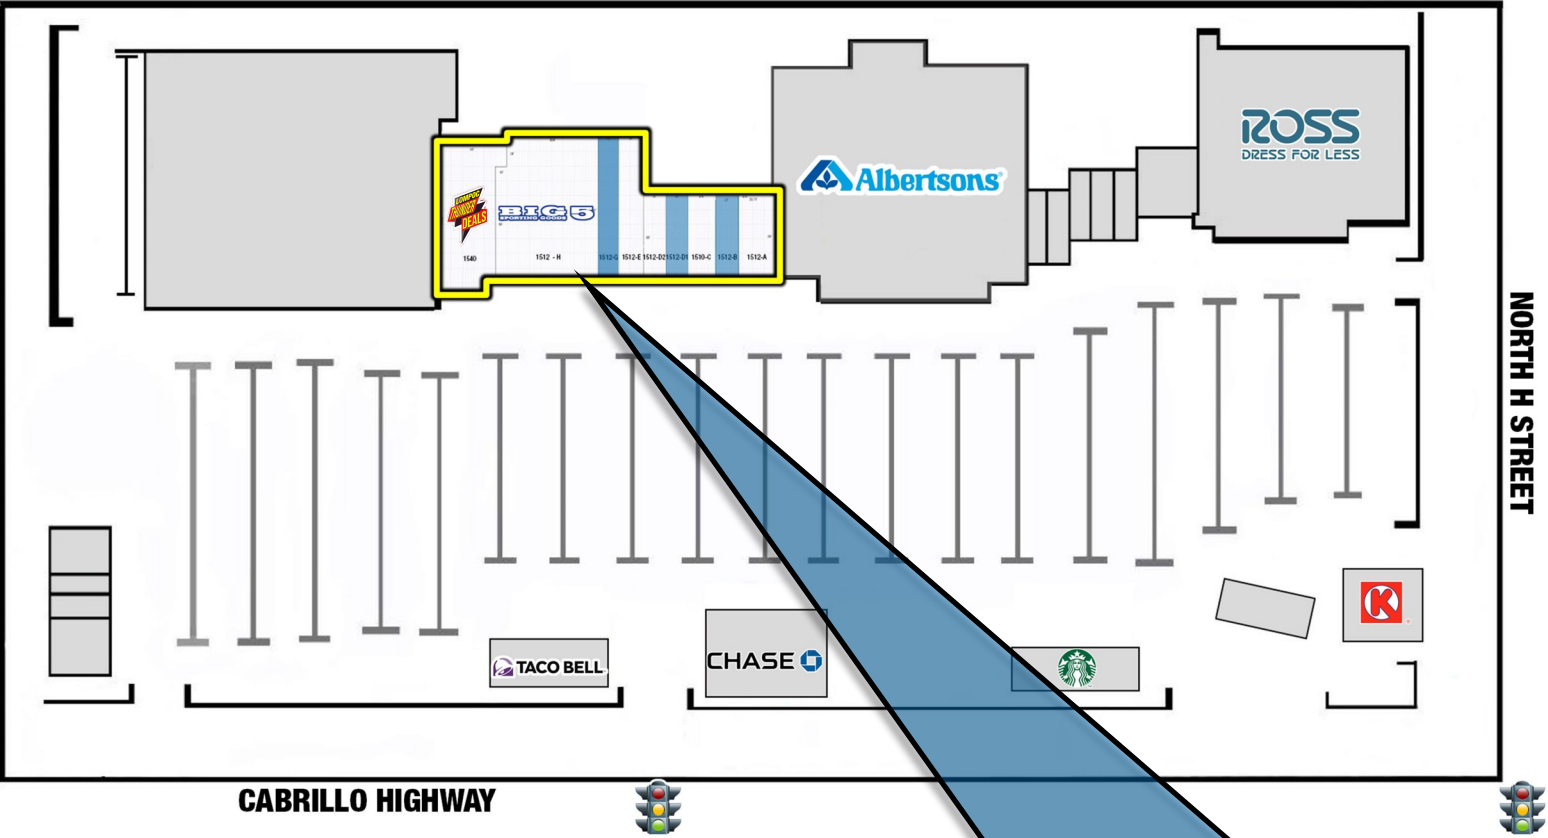 ROSS
DRESS FOR LESS
Albertsons
LOMPOC
THUNDER
DEALS
BIG 5
SPORTING GOODS
1540
1512 - H
1512-G
1512-E
1512-D2
1512-D1
1510-C
1512-B
1512-A
NORTH H STREET
K
TACO BELL
CHASE
CABRILLO HIGHWAY